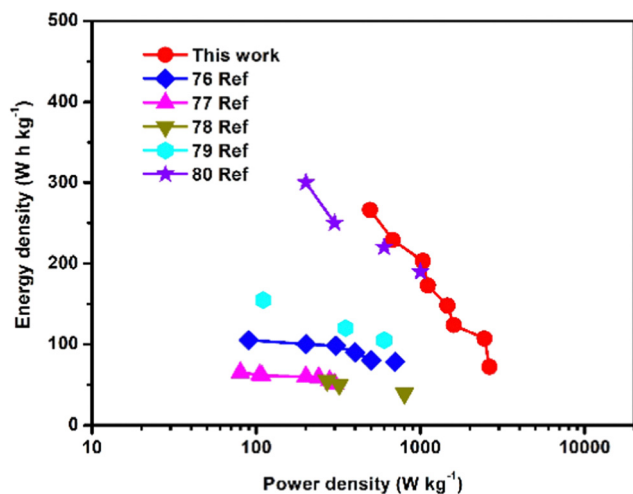 500
400
300
200
100
0
Energy density (W h kg⁻¹)
This work
76 Ref
77 Ref
78 Ref
79 Ref
80 Ref
10 100 1000 10000
Power density (W kg⁻¹)